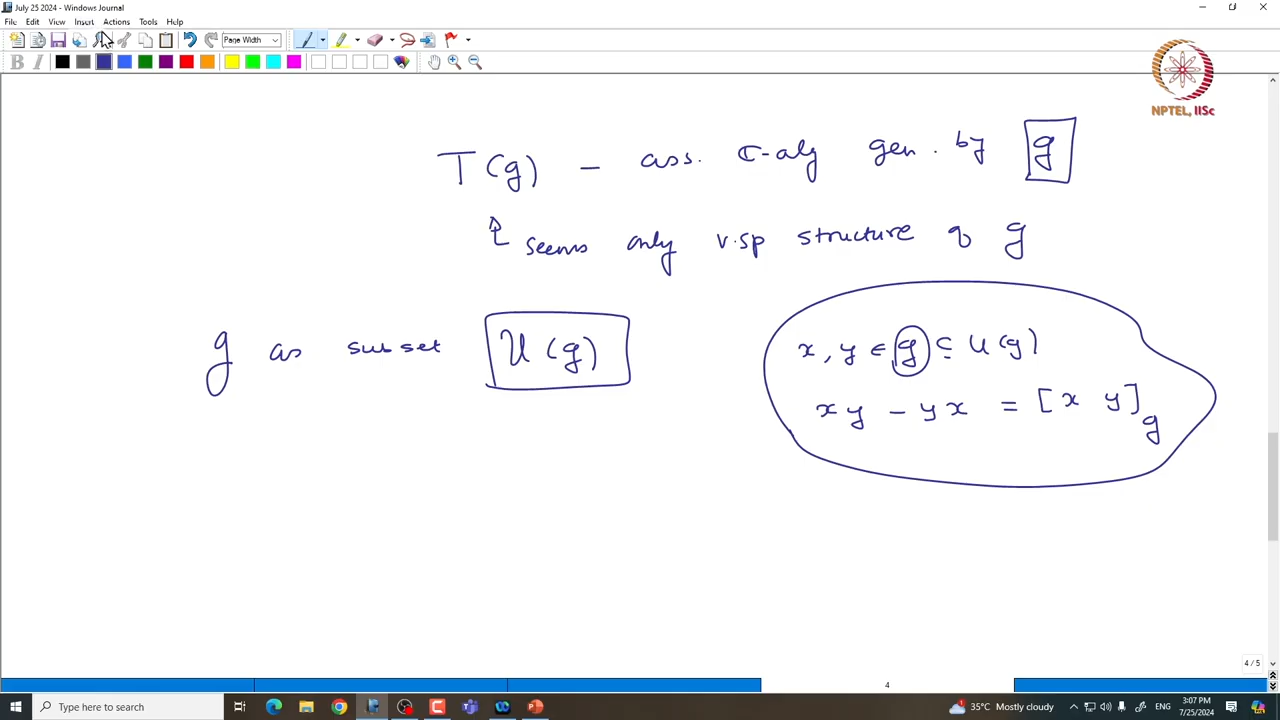 July 25 2024 - Windows Journal
File Edit View Insert Actions Tools Help
Page Width
NPTEL, IISc
T(g) - ass. ℂ-alg gen. by g
seems only v.sp structure of g
g as subset U(g)
x, y ∈ g ⊆ U(g)
xy - yx = [x y]g
4 / 5
4
Type here to search
35°C Mostly cloudy
ENG
3:07 PM
7/25/2024